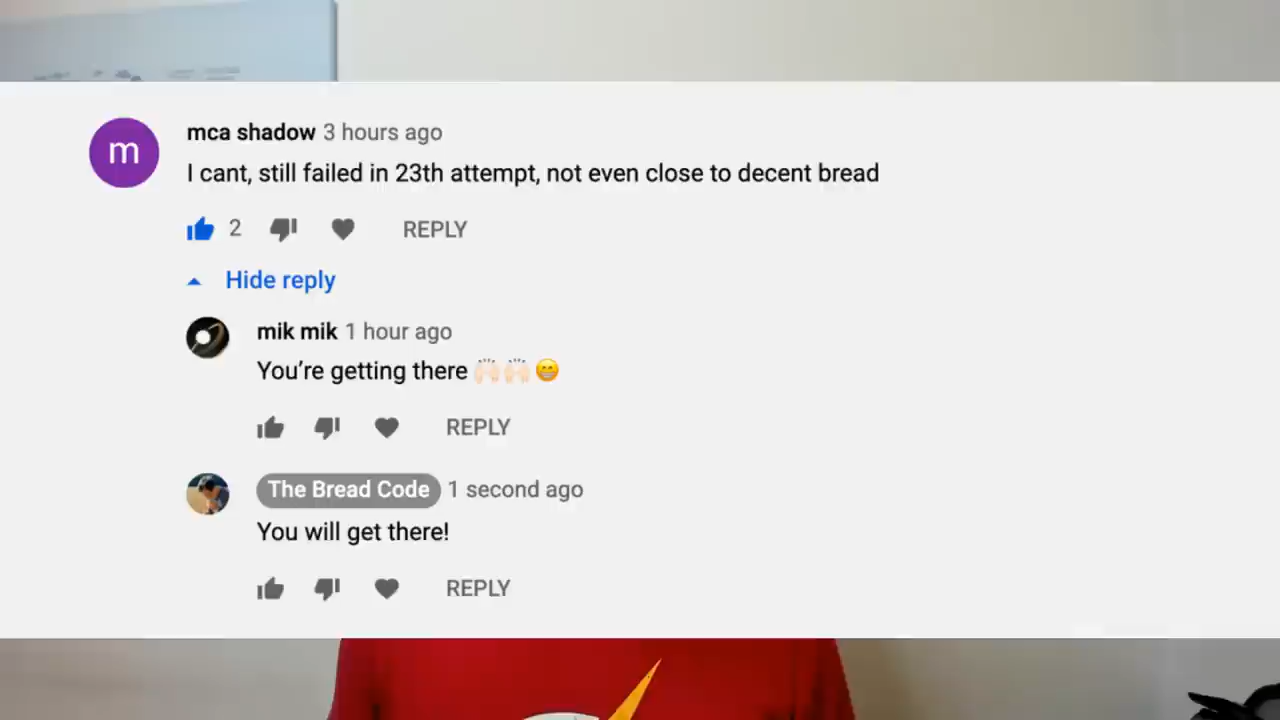 m
mca shadow 3 hours ago
I cant, still failed in 23th attempt, not even close to decent bread
2 REPLY
Hide reply
mik mik 1 hour ago
You’re getting there 🙌🏻🙌🏻😁
REPLY
The Bread Code 1 second ago
You will get there!
REPLY